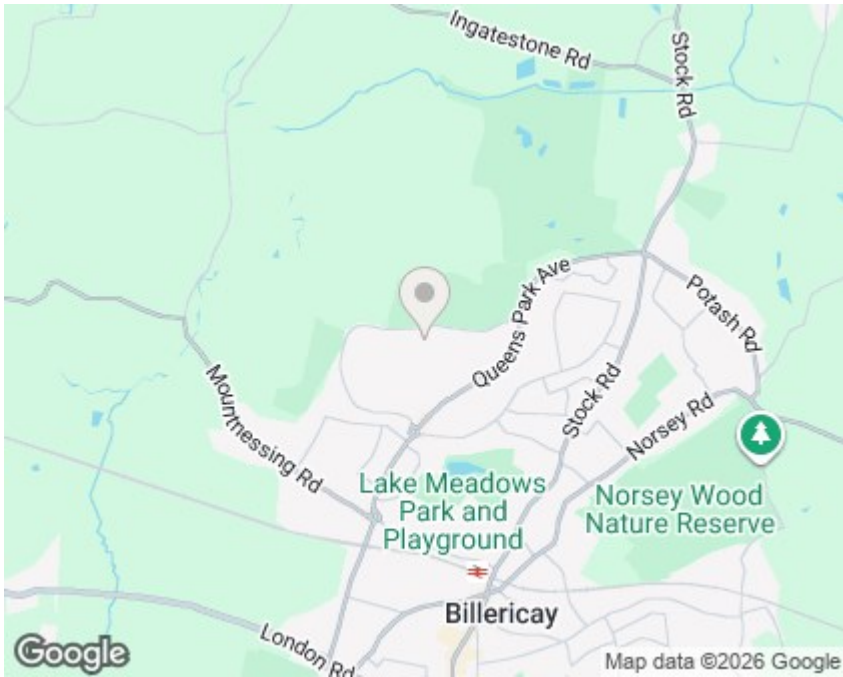 Ingatestone Rd
Stock Rd
Queens Park Ave
Potash Rd
Mountnessing Rd
Stock Rd
Norsey Rd
Lake Meadows
Park and
Playground
Norsey Wood
Nature Reserve
Billericay
London Rd
Google
Map data ©2026 Google